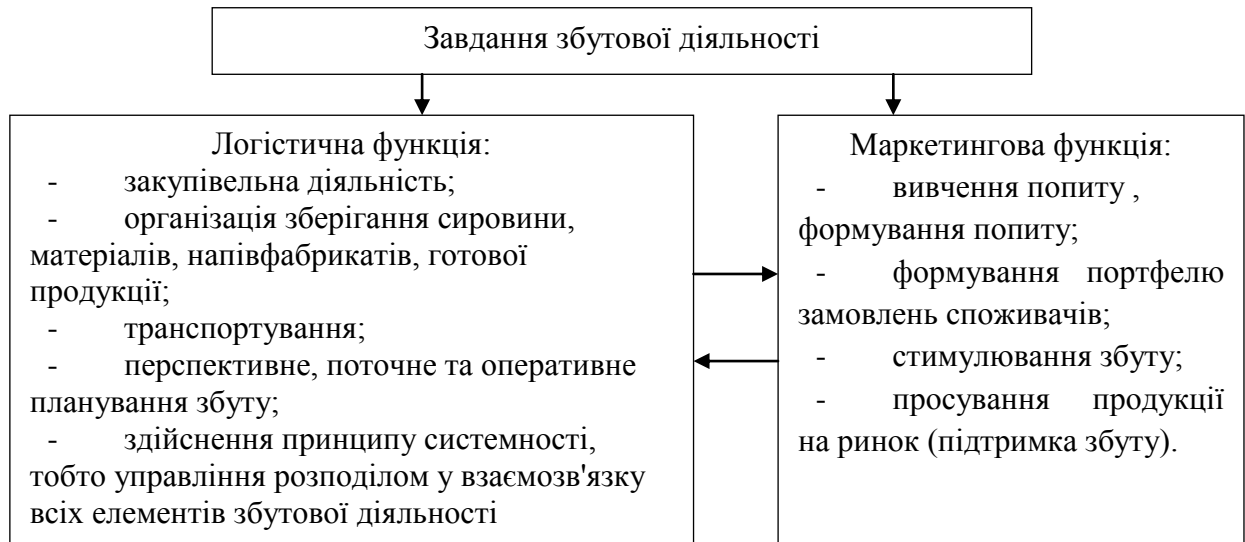 Завдання збутової діяльності
Логістична функція:
- закупівельна діяльність;
- організація зберігання сировини,
матеріалів, напівфабрикатів, готової
продукції;
- транспортування;
- перспективне, поточне та оперативне
планування збуту;
- здійснення принципу системності,
тобто управління розподілом у взаємозв'язку
всіх елементів збутової діяльності
Маркетингова функція:
- вивчення попиту ,
формування попиту;
- формування портфелю
замовлень споживачів;
- стимулювання збуту;
- просування продукції
на ринок (підтримка збуту).